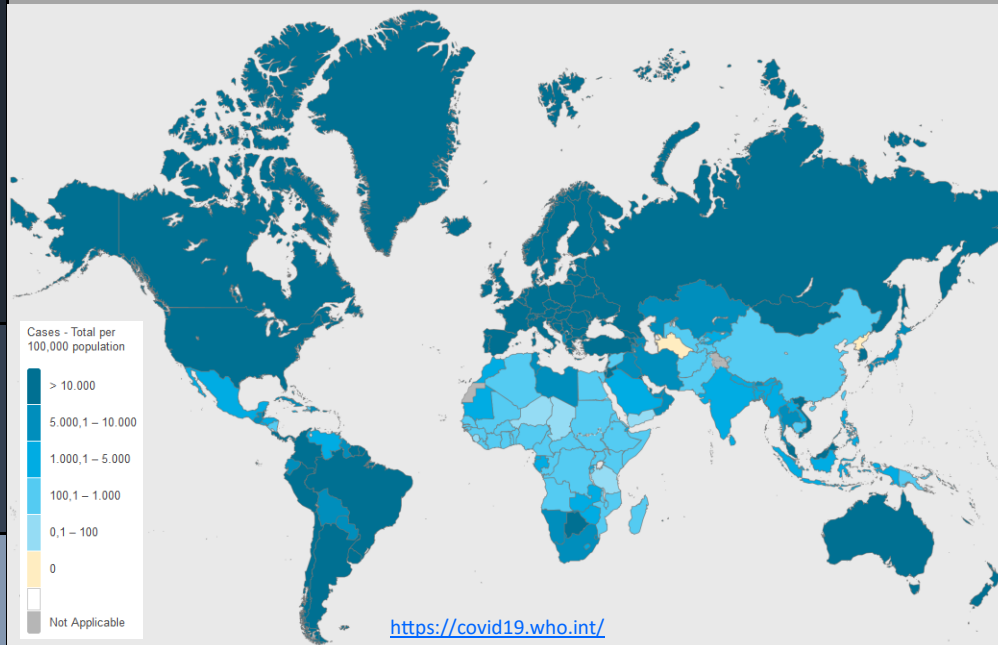 Cases - Total per
100,000 population
> 10.000
5.000,1 – 10.000
1.000,1 – 5.000
100,1 – 1.000
0,1 – 100
0
Not Applicable
https://covid19.who.int/